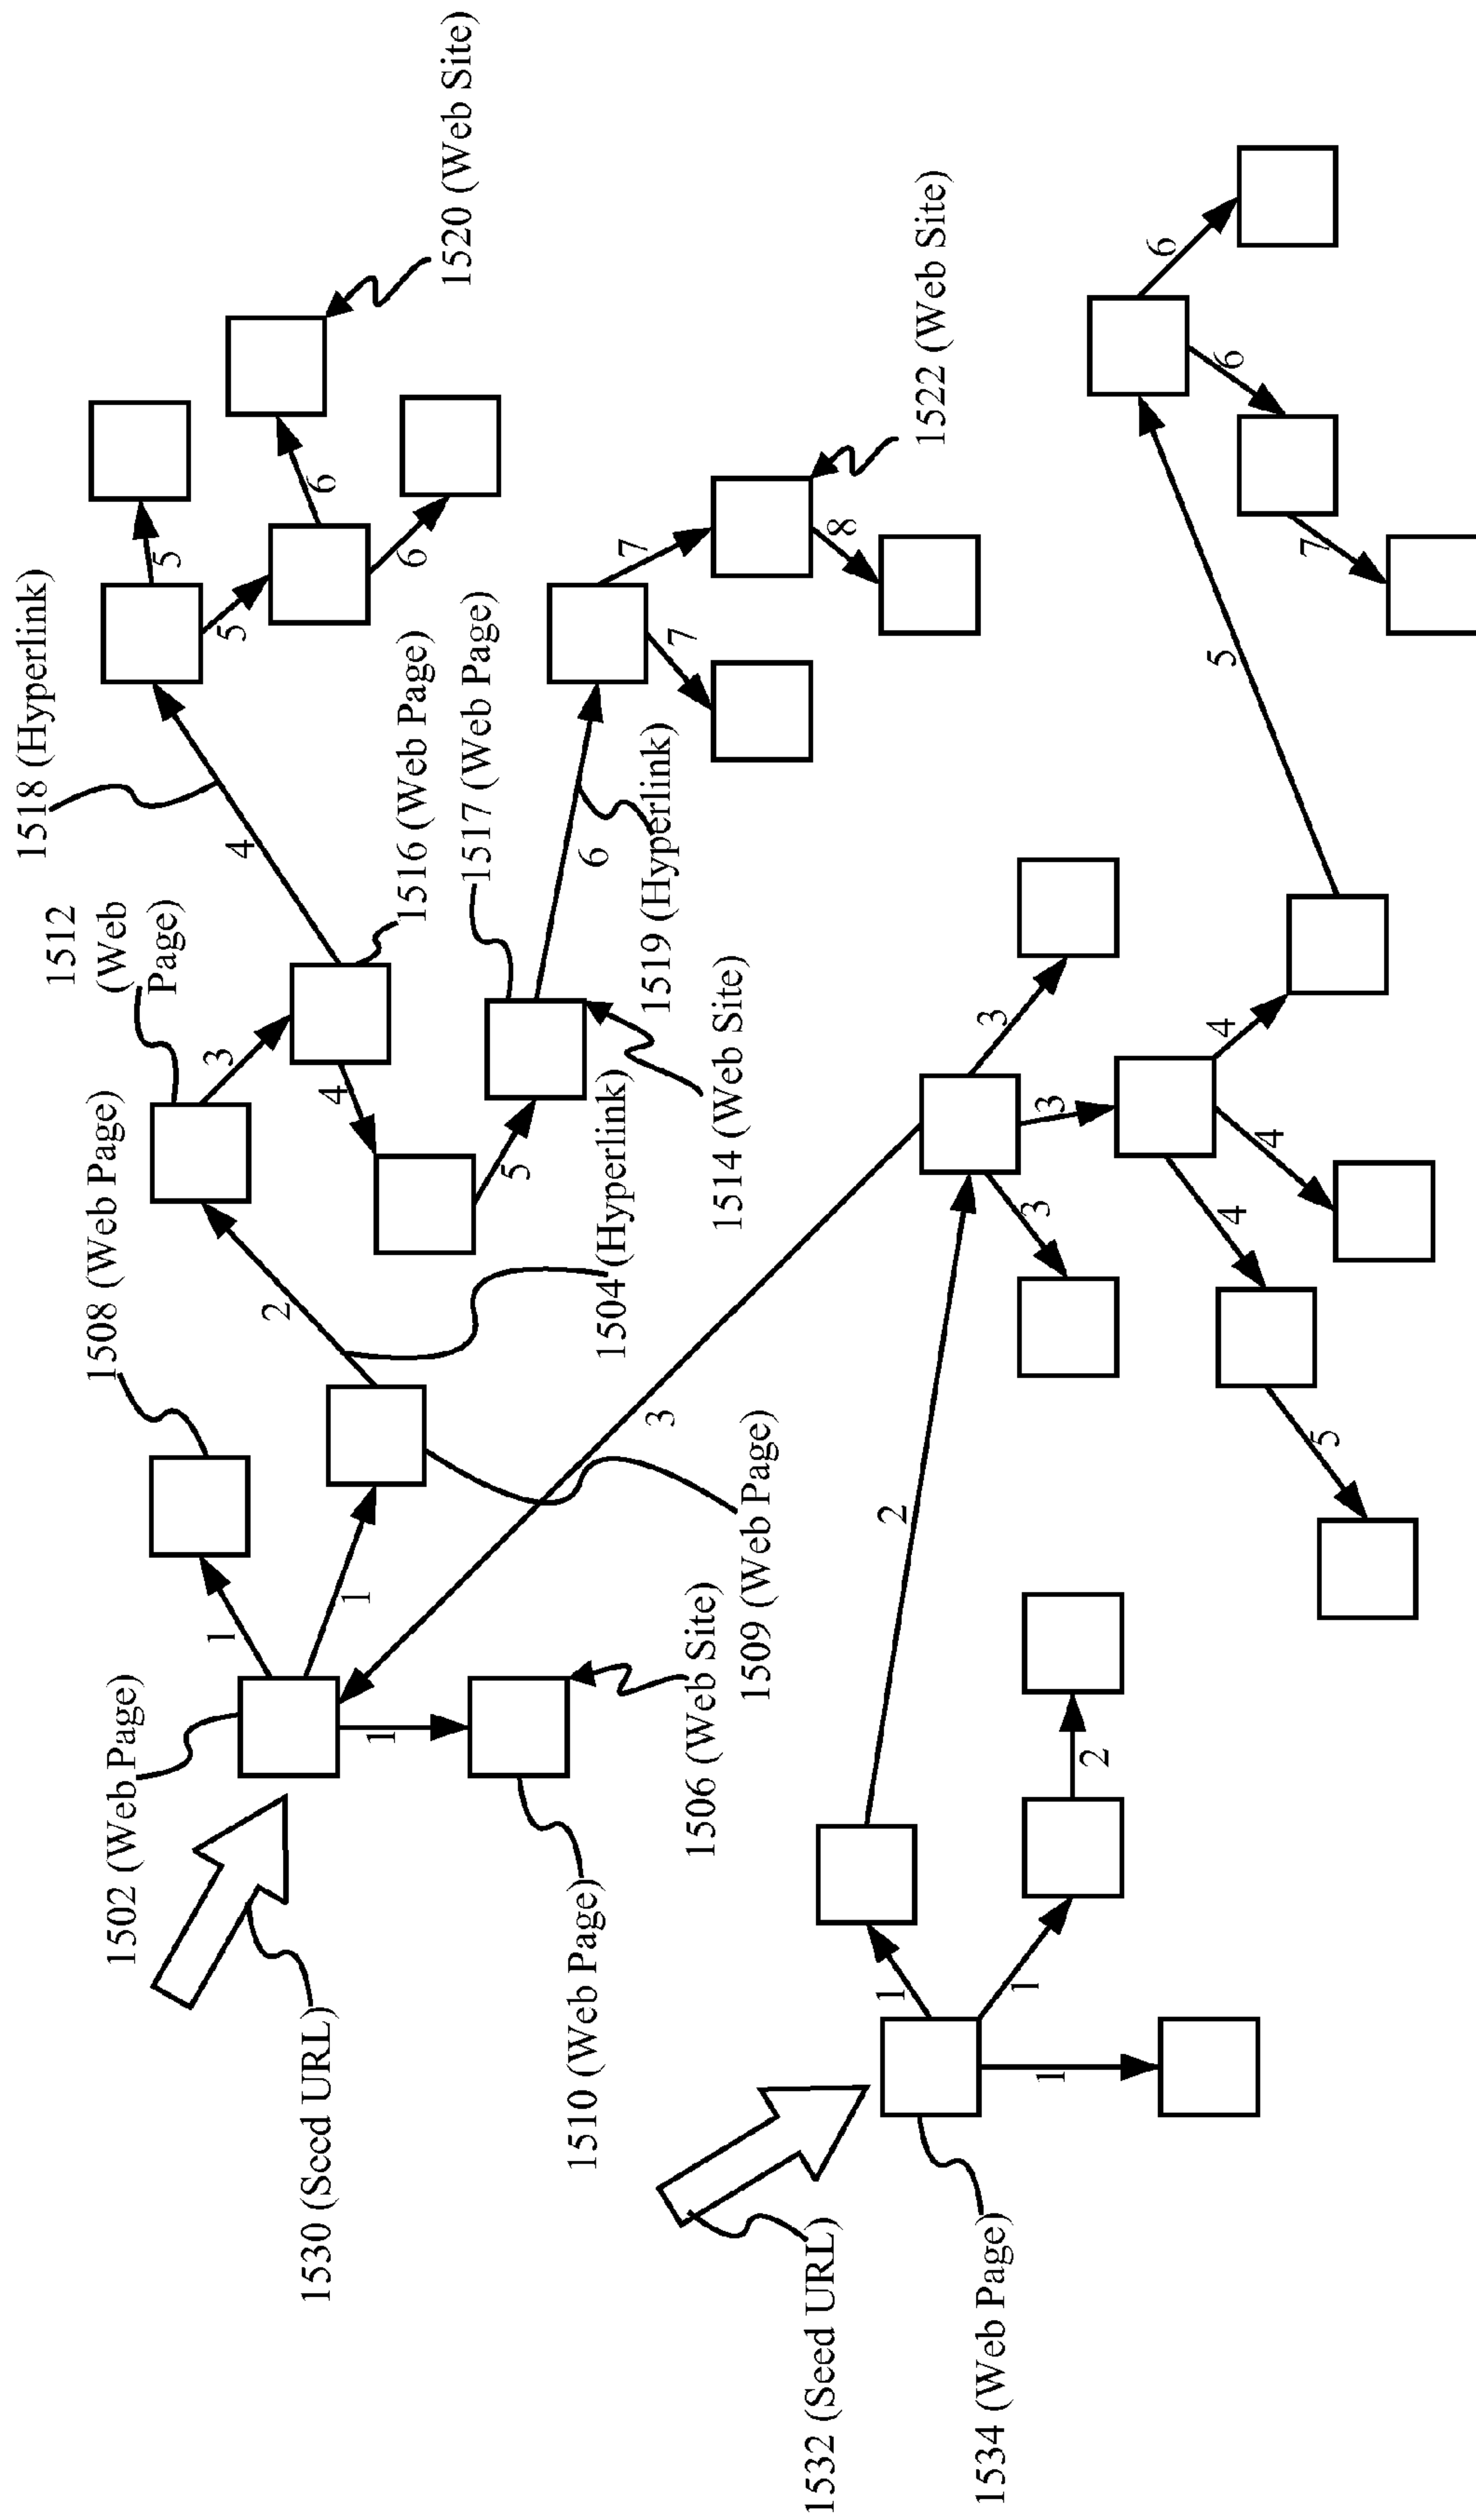 1518 (Hyperlink)
1512
(Web
Page)
1508 (Web Page)
1502 (Web Page)
5
1
3
5
4
2
6
1530 (Seed URL)
4
1
1
1516 (Web Page)
6
1520 (Web Site)
1517 (Web Page)
5
1510 (Web Page)
6
1504 (Hyperlink)
7
3
1519 (Hyperlink)
7
1506 (Web Site)
1514 (Web Site)
1509 (Web Page)
1532 (Seed URL)
8
1
2
1522 (Web Site)
1534 (Web Page)
3
1
3
1
3
2
6
4
5
4
6
4
7
5